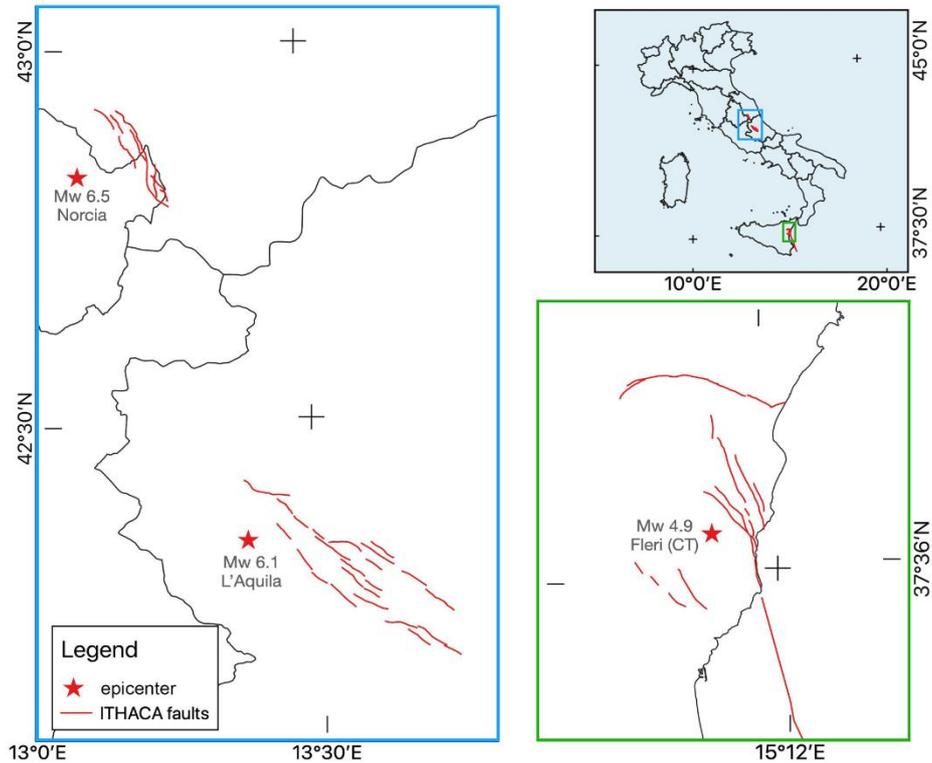 43°0′N
Mw 6.5
Norcia
42°30′N
Mw 6.1
L'Aquila
Legend
epicenter
ITHACA faults
13°0′E
13°30′E
45°0′N
37°30′N
10°0′E
20°0′E
Mw 4.9
Fleri (CT)
37°36′N
15°12′E